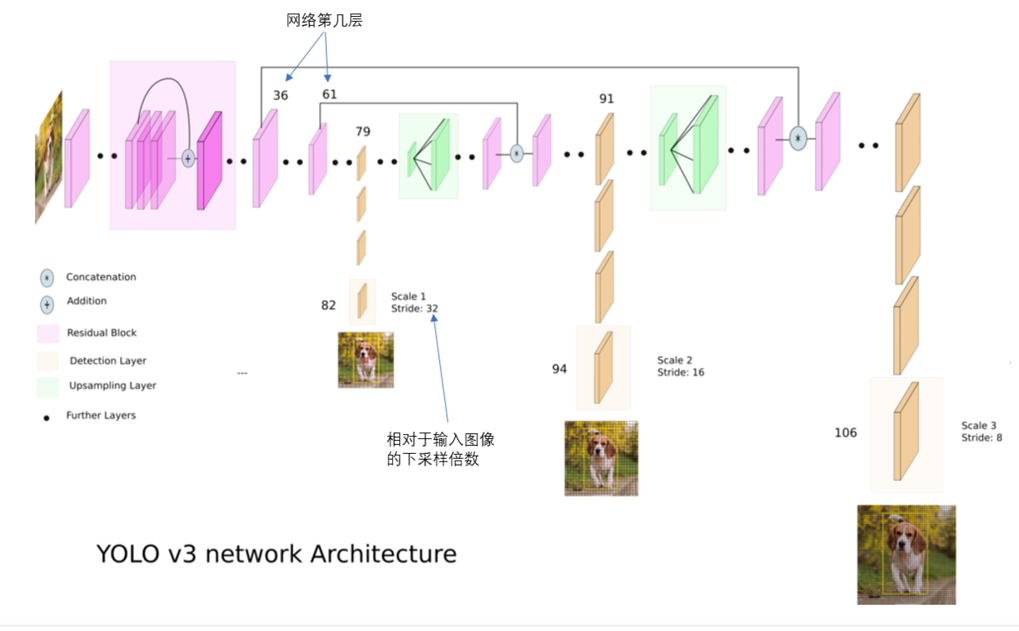 网络第几层
36
61
79
91
Concatenation
Addition
Residual Block
Detection Layer
Upsampling Layer
Further Layers
---
82
Scale 1
Stride: 32
相对于输入图像
的下采样倍数
94
Scale 2
Stride: 16
106
Scale 3
Stride: 8
YOLO v3 network Architecture